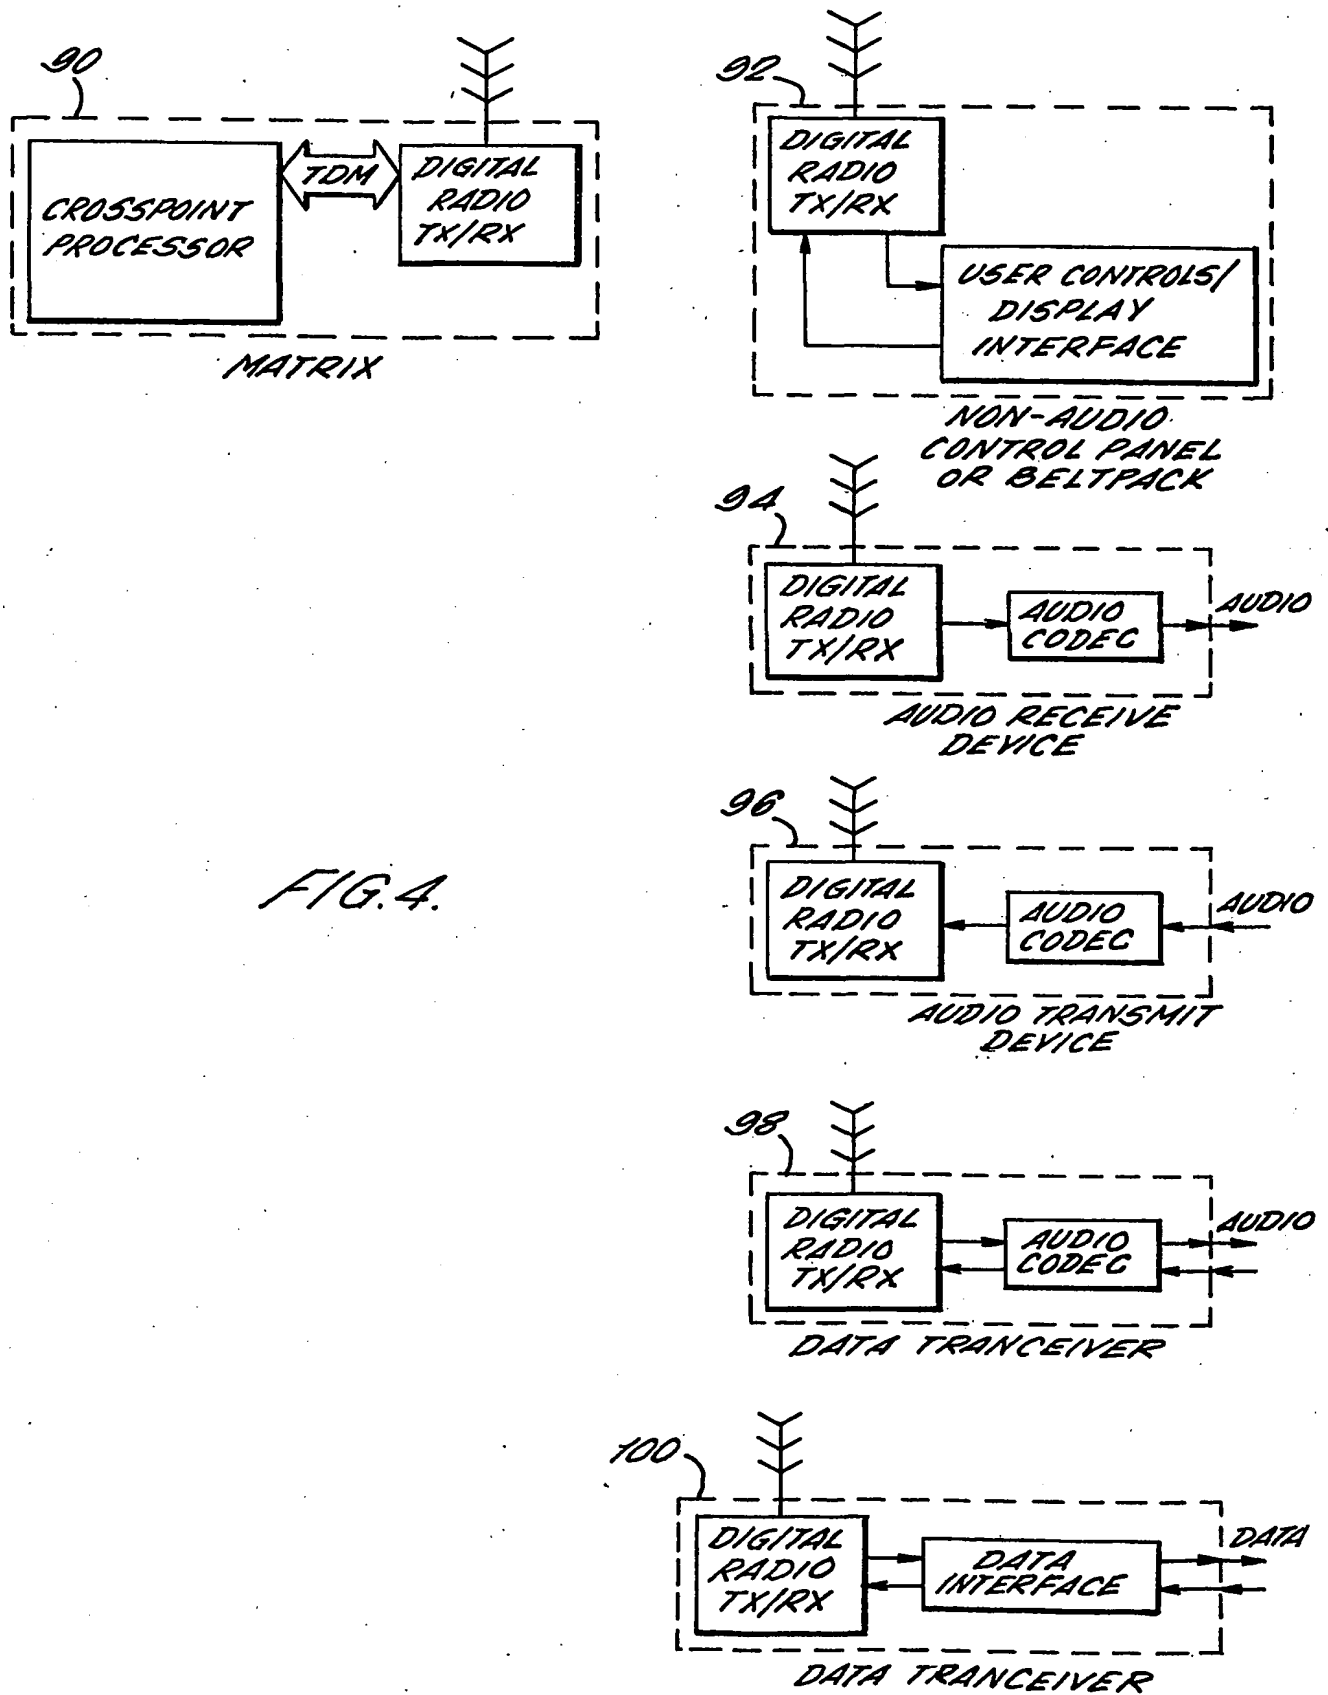 90
CROSSPOINT
PROCESSOR
TDM
DIGITAL
RADIO
TX/RX
MATRIX
92
DIGITAL
RADIO
TX/RX
USER CONTROLS/
DISPLAY
INTERFACE
NON-AUDIO
CONTROL PANEL
OR BELTPACK
94
DIGITAL
RADIO
TX/RX
AUDIO
CODEC
AUDIO
AUDIO RECEIVE
DEVICE
96
DIGITAL
RADIO
TX/RX
AUDIO
CODEC
AUDIO
AUDIO TRANSMIT
DEVICE
FIG.4.
98
DIGITAL
RADIO
TX/RX
AUDIO
CODEC
AUDIO
DATA TRANCEIVER
100
DIGITAL
RADIO
TX/RX
DATA
INTERFACE
DATA
DATA TRANCEIVER